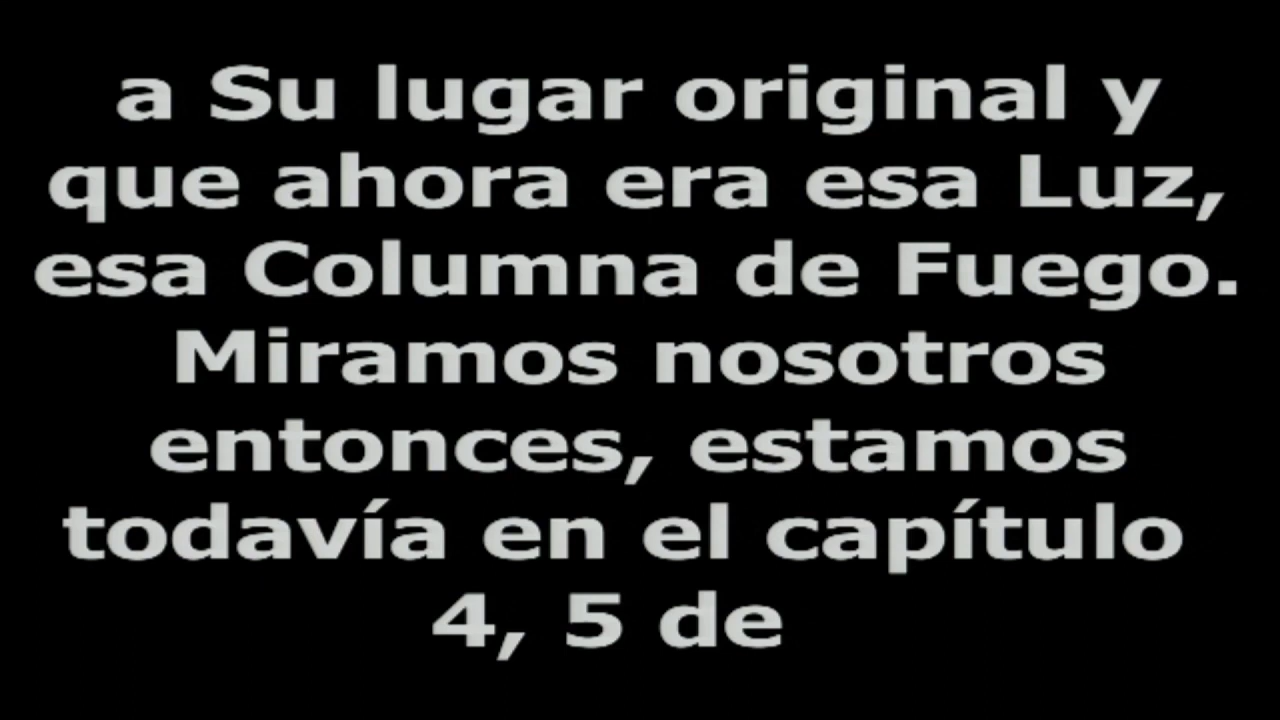 a Su lugar original y
que ahora era esa Luz,
esa Columna de Fuego.
Miramos nosotros
entonces, estamos
todavía en el capítulo
4, 5 de